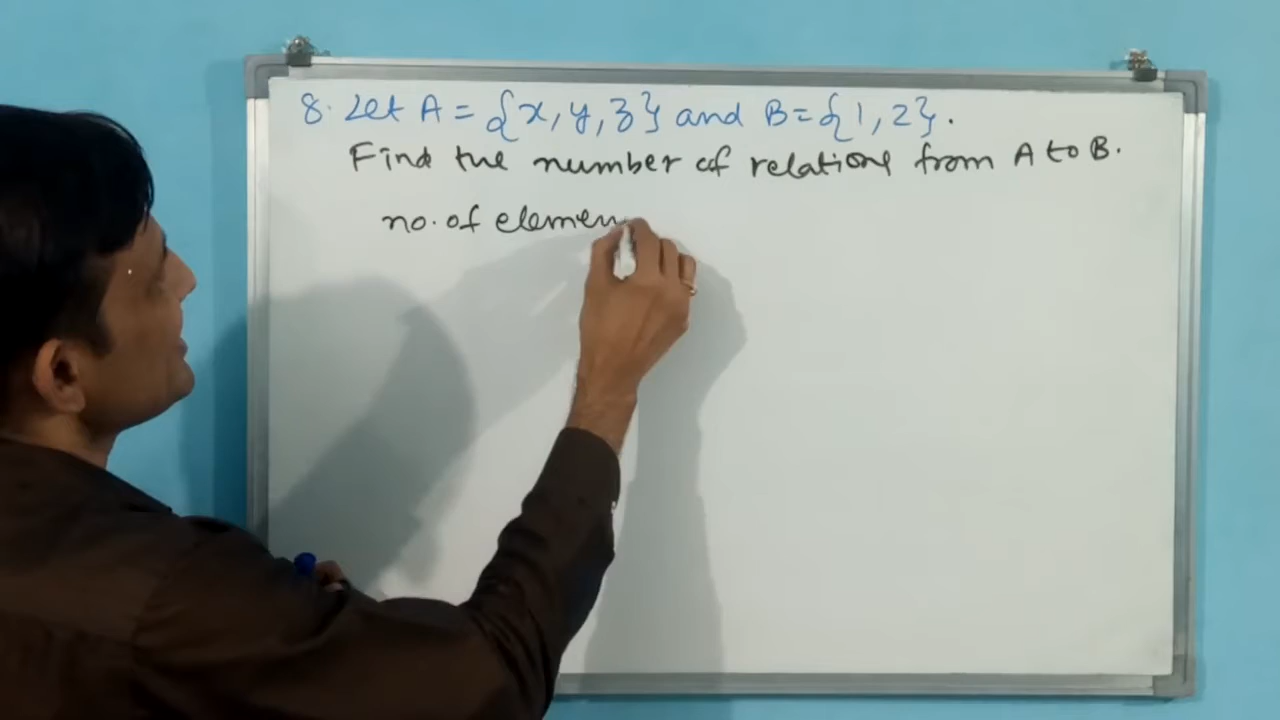 8. Let A = {x, y, z} and B = {1, 2}.
Find the number of relations from A to B.
no. of elemen